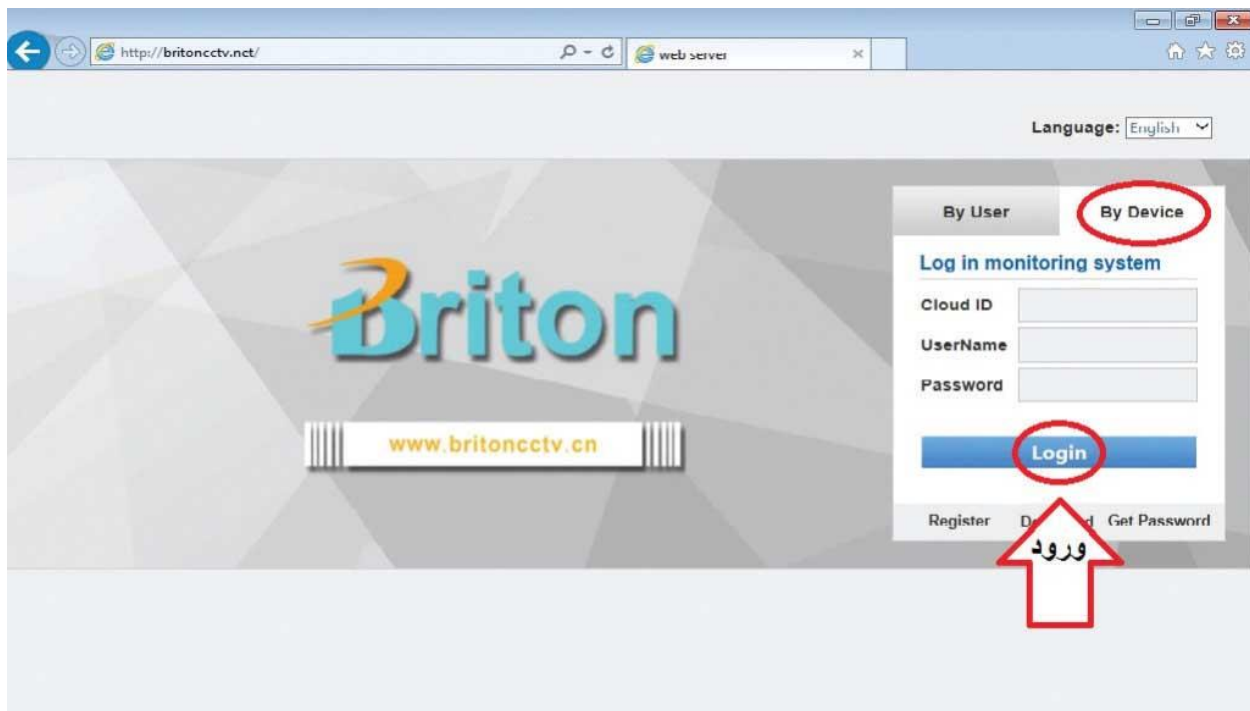 http://britoncctv.net/
web server
Language: English
By User By Device
Log in monitoring system
Cloud ID
UserName
Password
Briton
www.britoncctv.cn
Login
Register Get Password
ورود